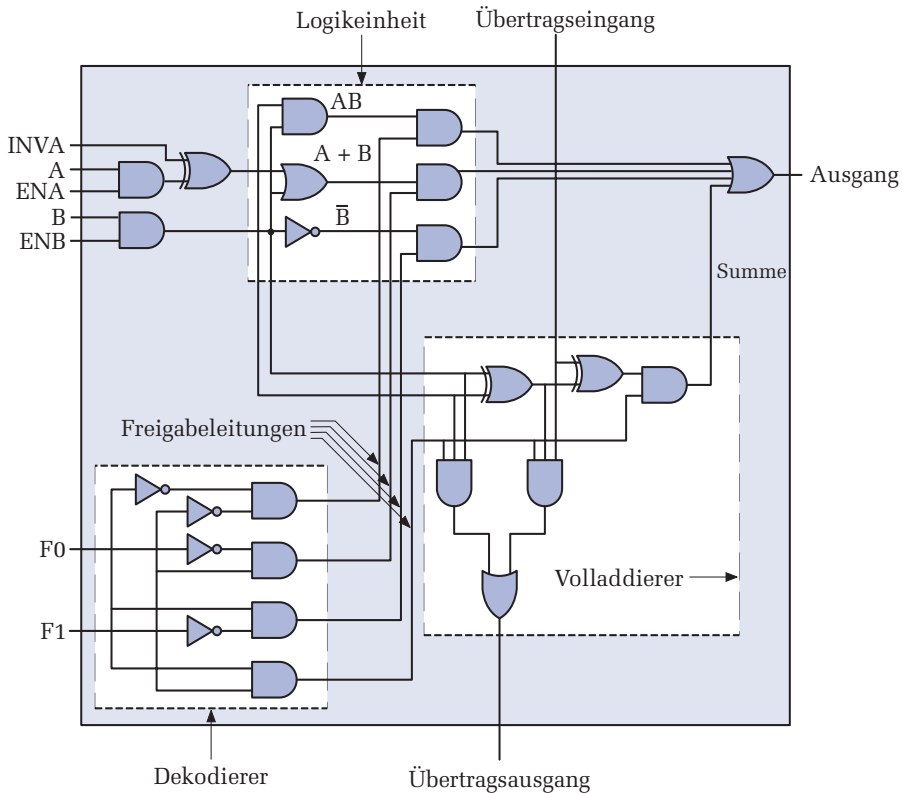 Logikeinheit
Übertragseingang
INVA
A
ENA
B
ENB
AB
A + B
B̅
Ausgang
Summe
Freigabeleitungen
F0
F1
Volladdierer
Dekodierer
Übertragsausgang